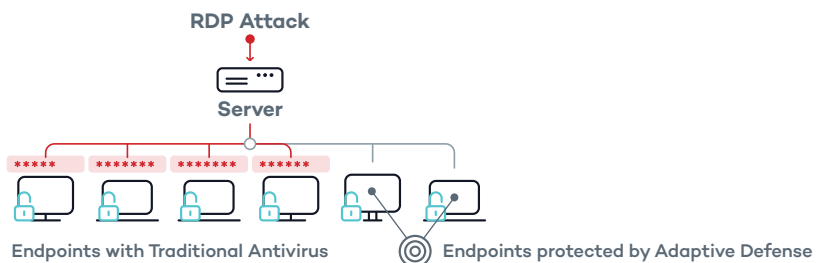 RDP Attack
Server
***** ******* ******* ******
Endpoints with Traditional Antivirus
Endpoints protected by Adaptive Defense